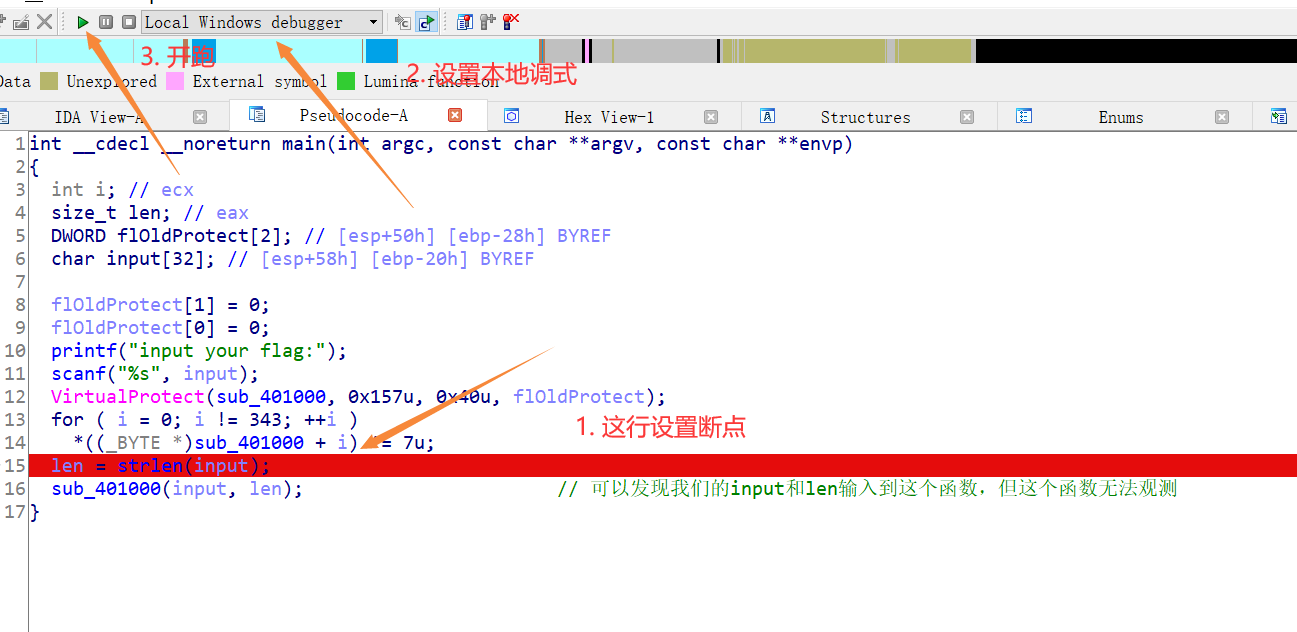 Local Windows debugger
3. 开跑
2. 设置本地调式
Data Unexplored External symbol Lumina function
IDA View-A Pseudocode-A Hex View-1 Structures Enums
1 int __cdecl __noreturn main(int argc, const char **argv, const char **envp)
2 {
3 int i; // ecx
4 size_t len; // eax
5 DWORD flOldProtect[2]; // [esp+50h] [ebp-28h] BYREF
6 char input[32]; // [esp+58h] [ebp-20h] BYREF
7
8 flOldProtect[1] = 0;
9 flOldProtect[0] = 0;
10 printf("input your flag:");
11 scanf("%s", input);
12 VirtualProtect(sub_401000, 0x157u, 0x40u, flOldProtect);
13 for ( i = 0; i != 343; ++i )
1. 这行设置断点
14 *((_BYTE *)sub_401000 + i) = 7u;
15 len = strlen(input);
16 sub_401000(input, len); // 可以发现我们的input和len输入到这个函数，但这个函数无法观测
17 }